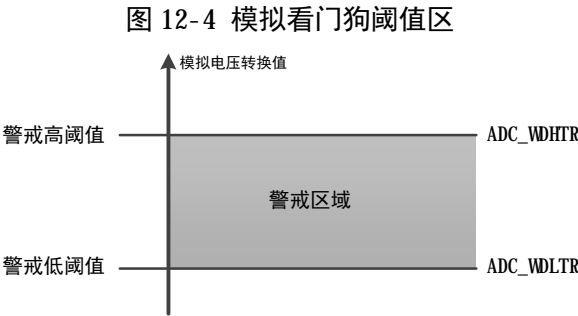 图 12-4 模拟看门狗阈值区
模拟电压转换值
警戒高阈值
ADC_WDHTR
警戒区域
警戒低阈值
ADC_WDLTR